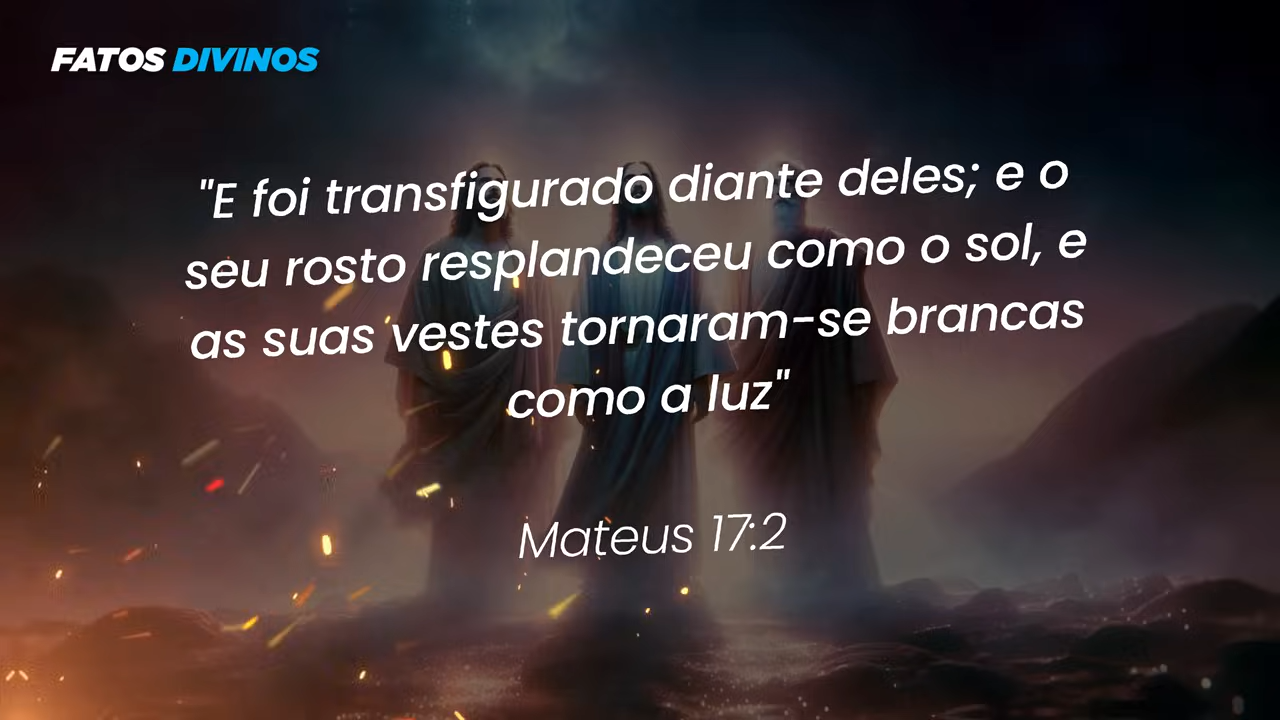 FATOS DIVINOS
"E foi transfigurado diante deles; e o
seu rosto resplandeceu como o sol, e
as suas vestes tornaram-se brancas
como a luz"
Mateus 17:2